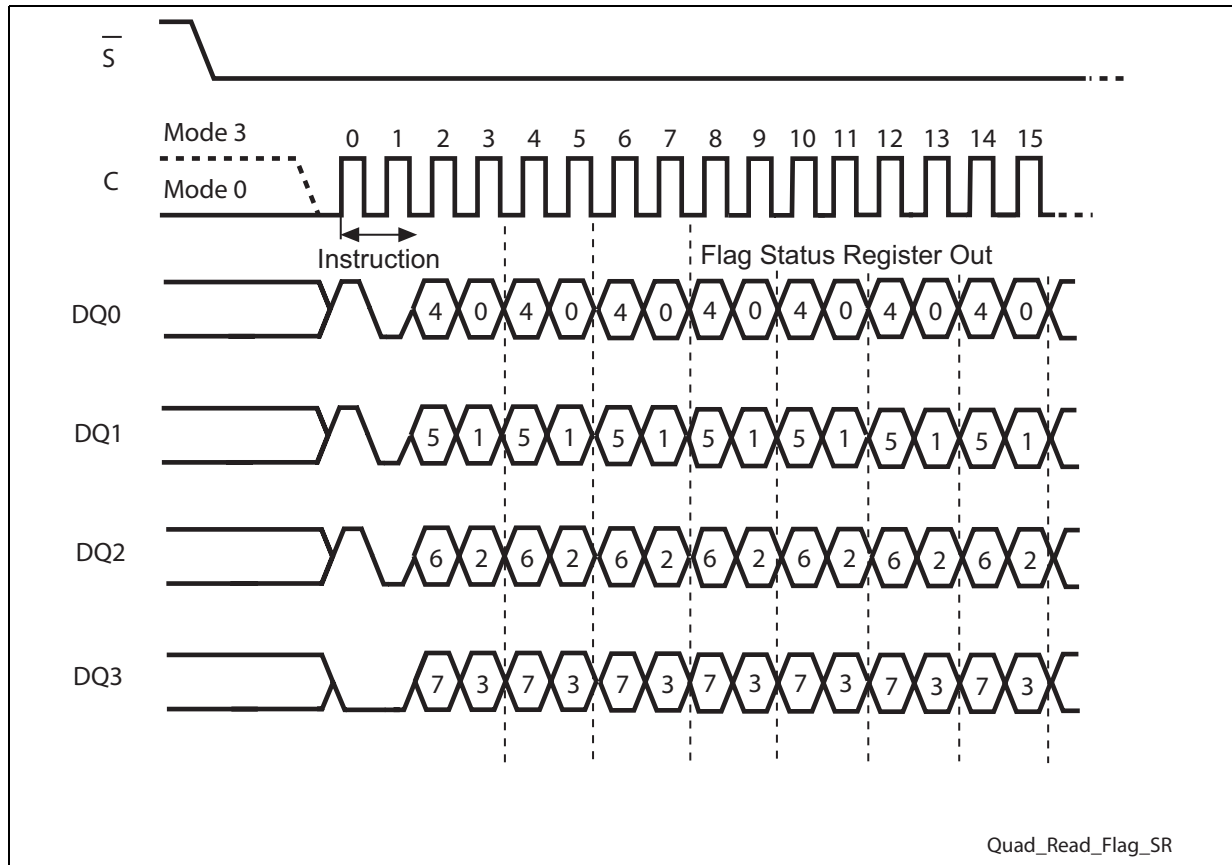 S
Mode 3
0 1 2 3 4 5 6 7 8 9 10 11 12 13 14 15
C
Mode 0
Instruction
Flag Status Register Out
DQ0
4 0 4 0 4 0 4 0 4 0 4 0 4 0
DQ1
5 1 5 1 5 1 5 1 5 1 5 1 5 1
DQ2
6 2 6 2 6 2 6 2 6 2 6 2 6 2
DQ3
7 3 7 3 7 3 7 3 7 3 7 3 7 3
Quad_Read_Flag_SR